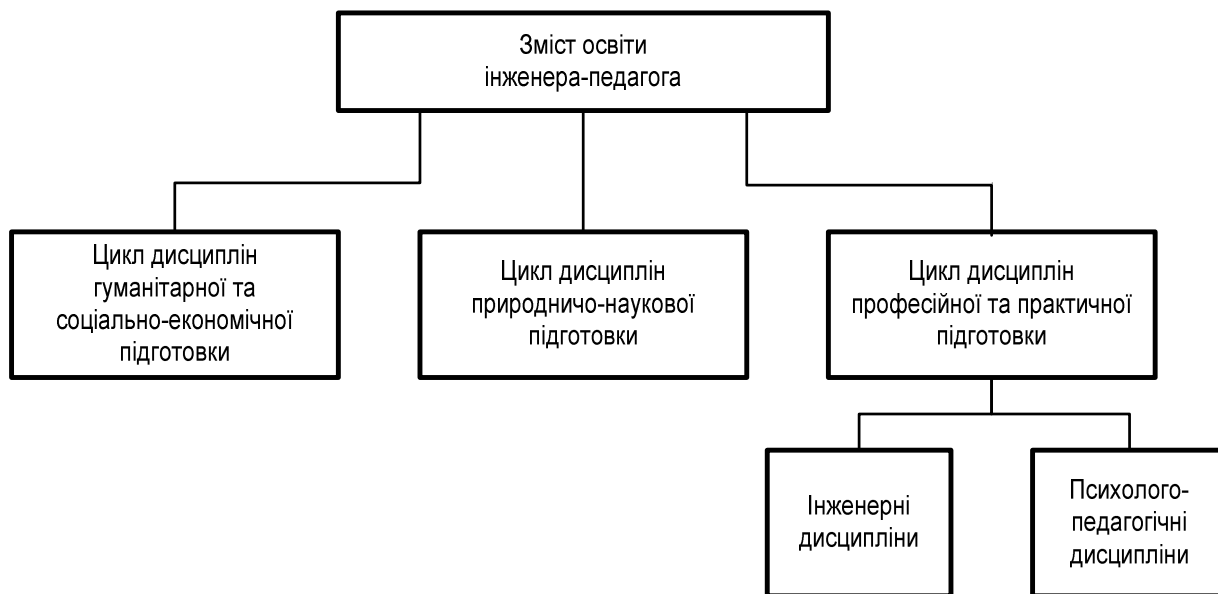 Зміст освіти
інженера-педагога
Цикл дисциплін
гуманітарної та
соціально-економічної
підготовки
Цикл дисциплін
природничо-наукової
підготовки
Цикл дисциплін
професійної та практичної
підготовки
Інженерні
дисципліни
Психолого-
педагогічні
дисципліни